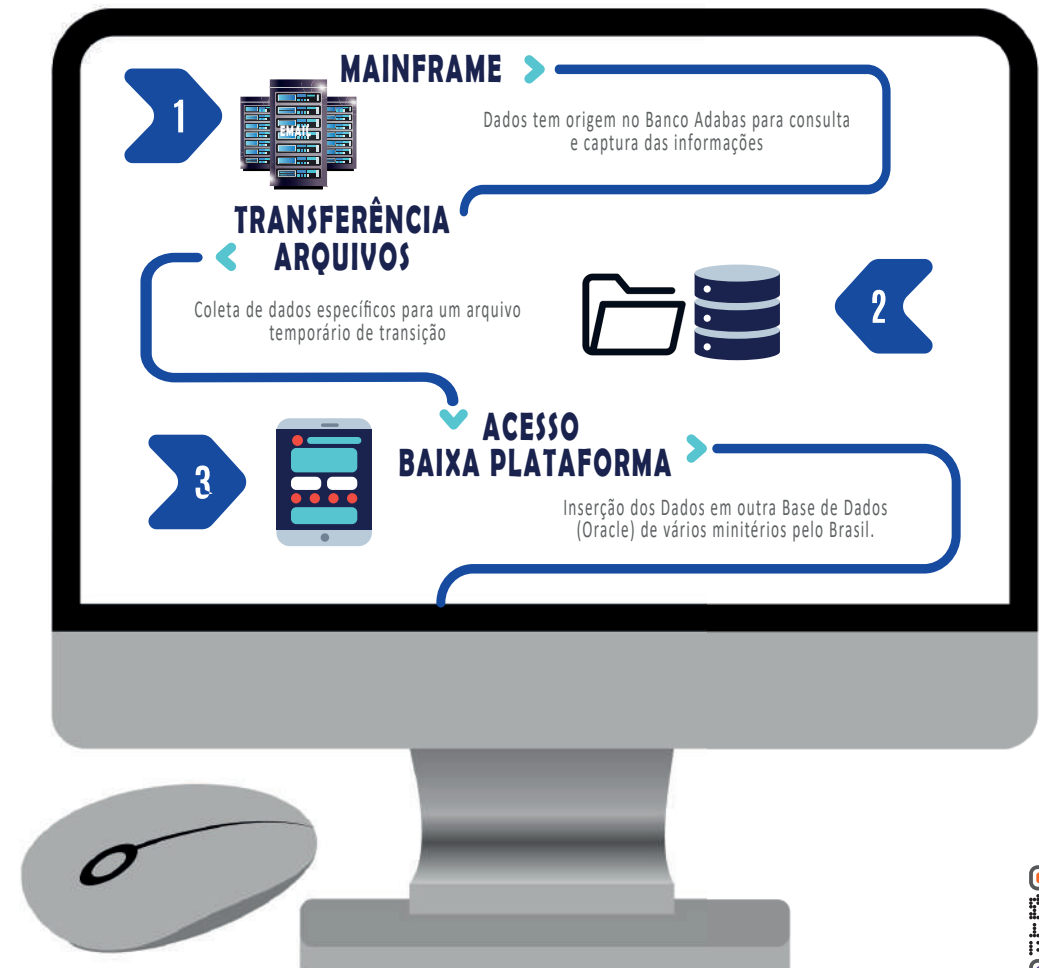 1
MAINFRAME
EMAIL
Dados tem origem no Banco Adabas para consulta
e captura das informações
TRANSFERÊNCIA
ARQUIVOS
Coleta de dados específicos para um arquivo
temporário de transição
2
3
ACESSO
BAIXA PLATAFORMA
Inserção dos Dados em outra Base de Dados
(Oracle) de vários minitérios pelo Brasil.